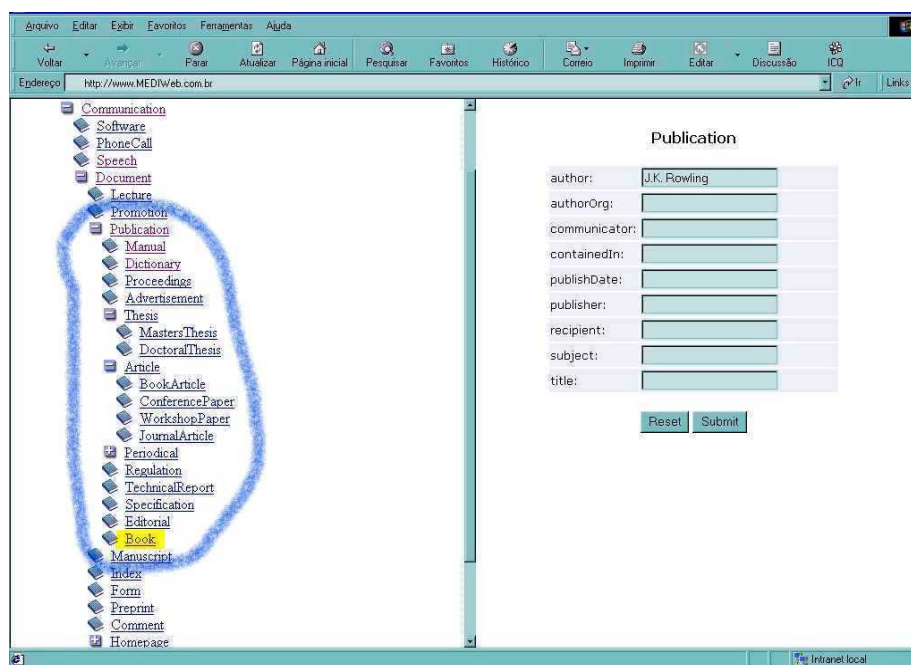 Arquivo Editar Exibir Favoritos Ferramentas Ajuda
Voltar Avançar Parar Atualizar Página inicial Pesquisar Favoritos Histórico Correio Imprimir Editar Discussão ICQ
Endereço http://www.MEDIWeb.com.br Ir Links
Communication
Software
PhoneCall
Speech
Document
Lecture
Promotion
Publication
Manual
Dictionary
Proceedings
Advertisement
Thesis
MastersThesis
DoctoralThesis
Article
BookArticle
ConferencePaper
WorkshopPaper
JournalArticle
Periodical
Regulation
TechnicalReport
Specification
Editorial
Book
Manuscript
Index
Form
Preprint
Comment
Homepage
Publication
author: J.K. Rowling
authorOrg:
communicator:
containedIn:
publishDate:
publisher:
recipient:
subject:
title:
Reset Submit
Intranet local